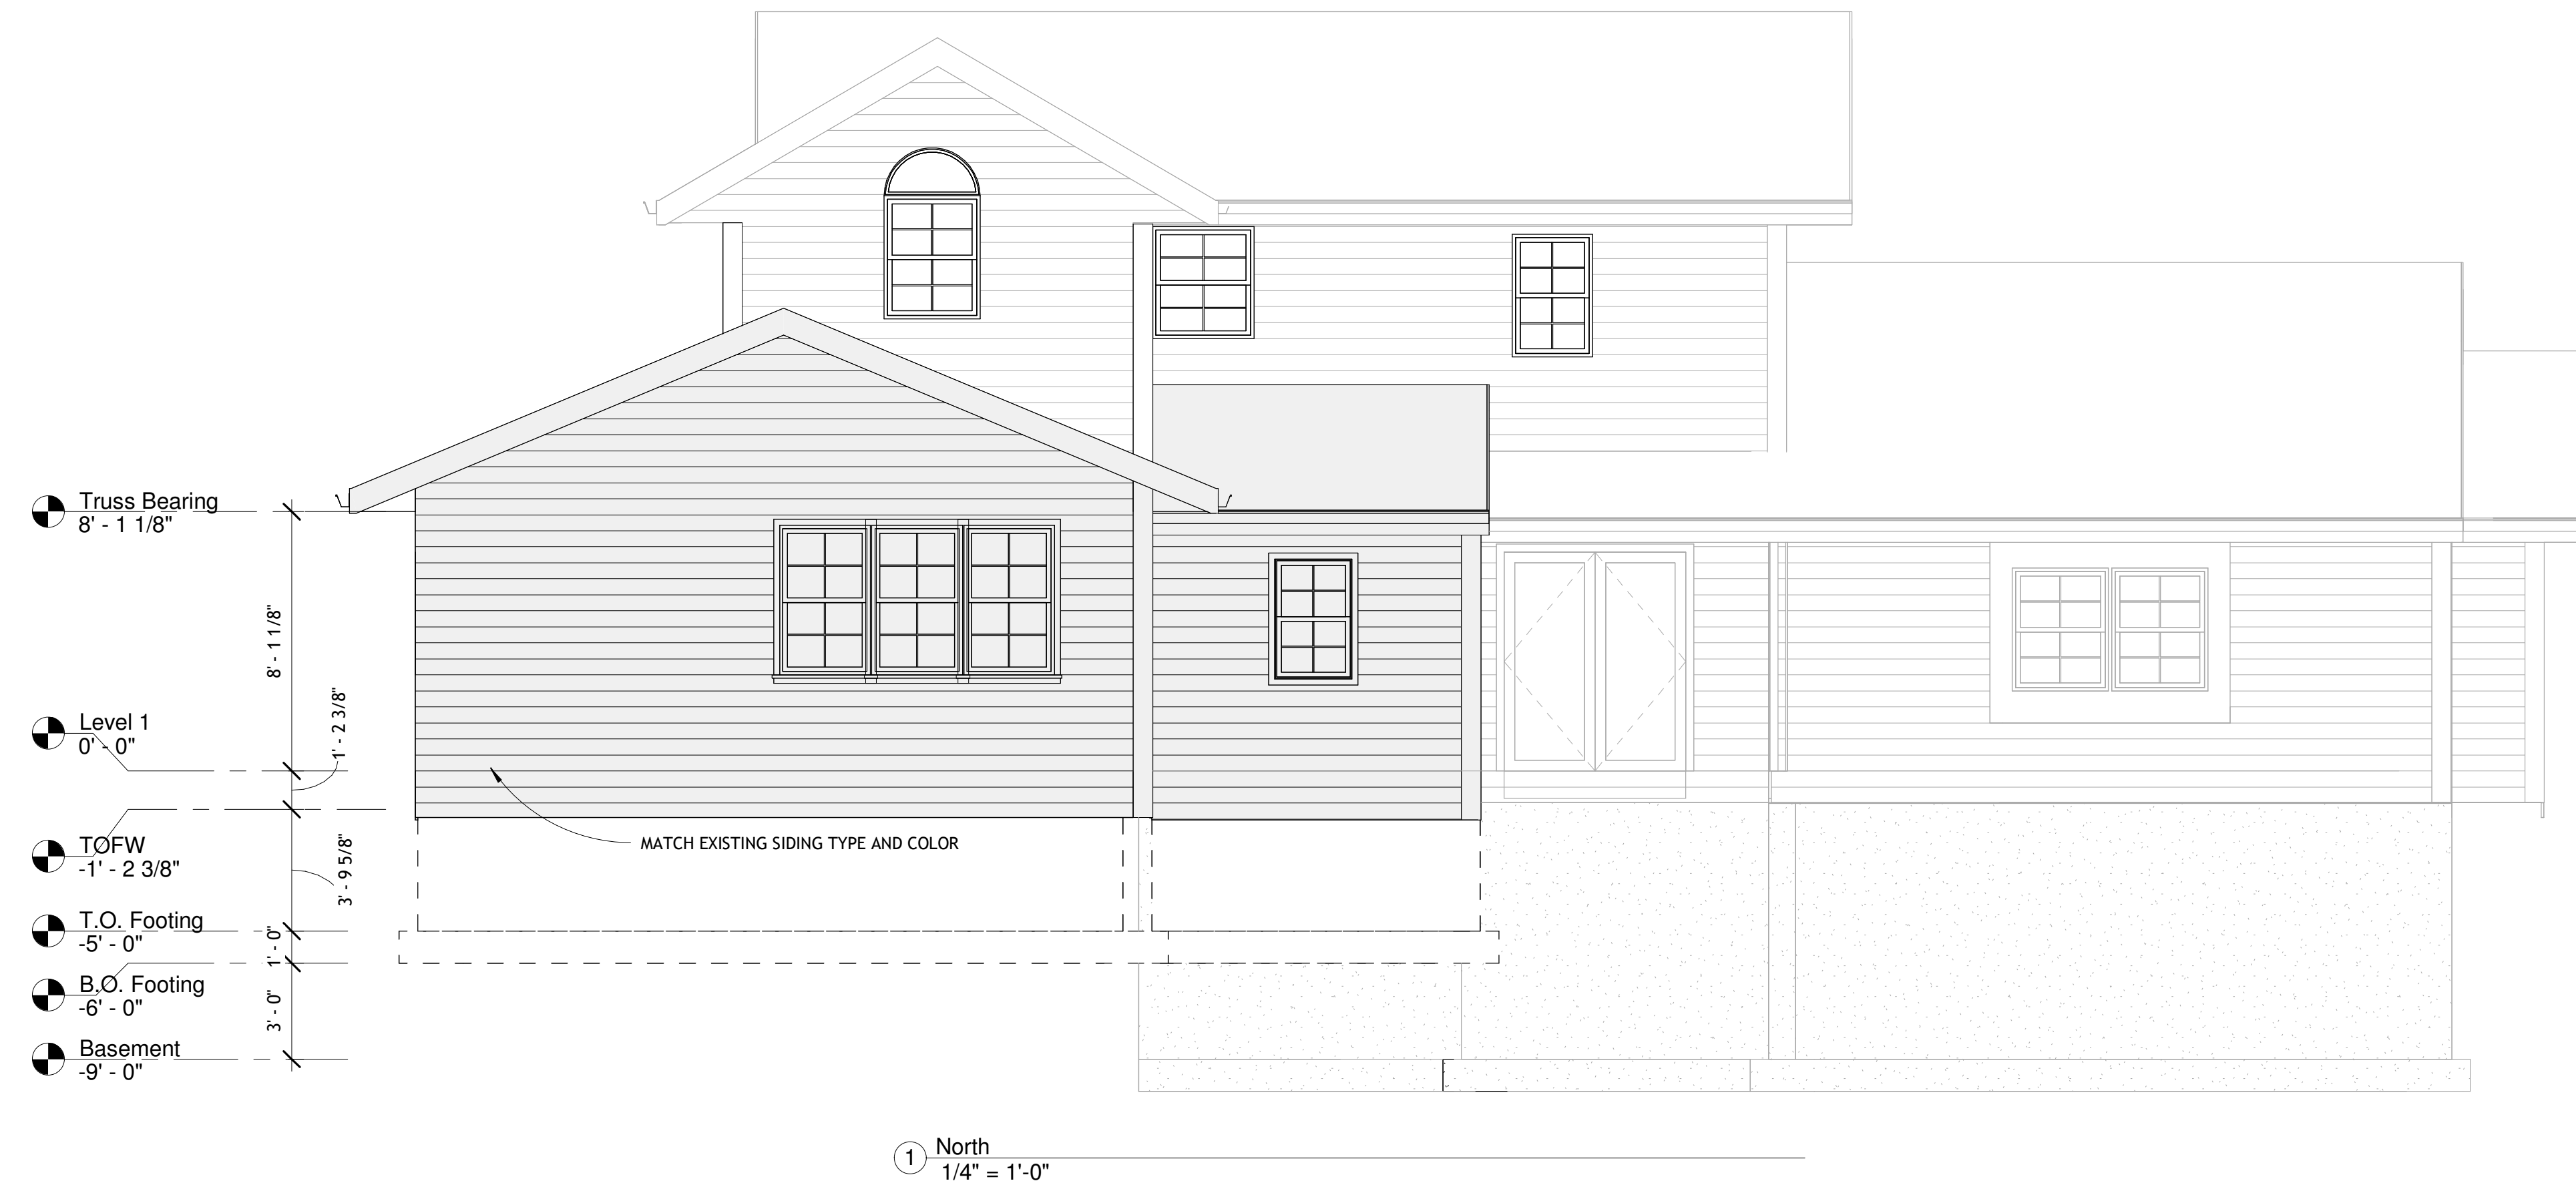 Truss Bearing
8' - 1 1/8"
8' - 1 1/8"
1' - 2 3/8"
Level 1
0' - 0"
MATCH EXISTING SIDING TYPE AND COLOR
TOFW
-1' - 2 3/8"
3' - 9 5/8"
T.O. Footing
-5' - 0"
1' - 0"
B.O. Footing
-6' - 0"
3' - 0"
Basement
-9' - 0"
1
North
1/4" = 1'-0"